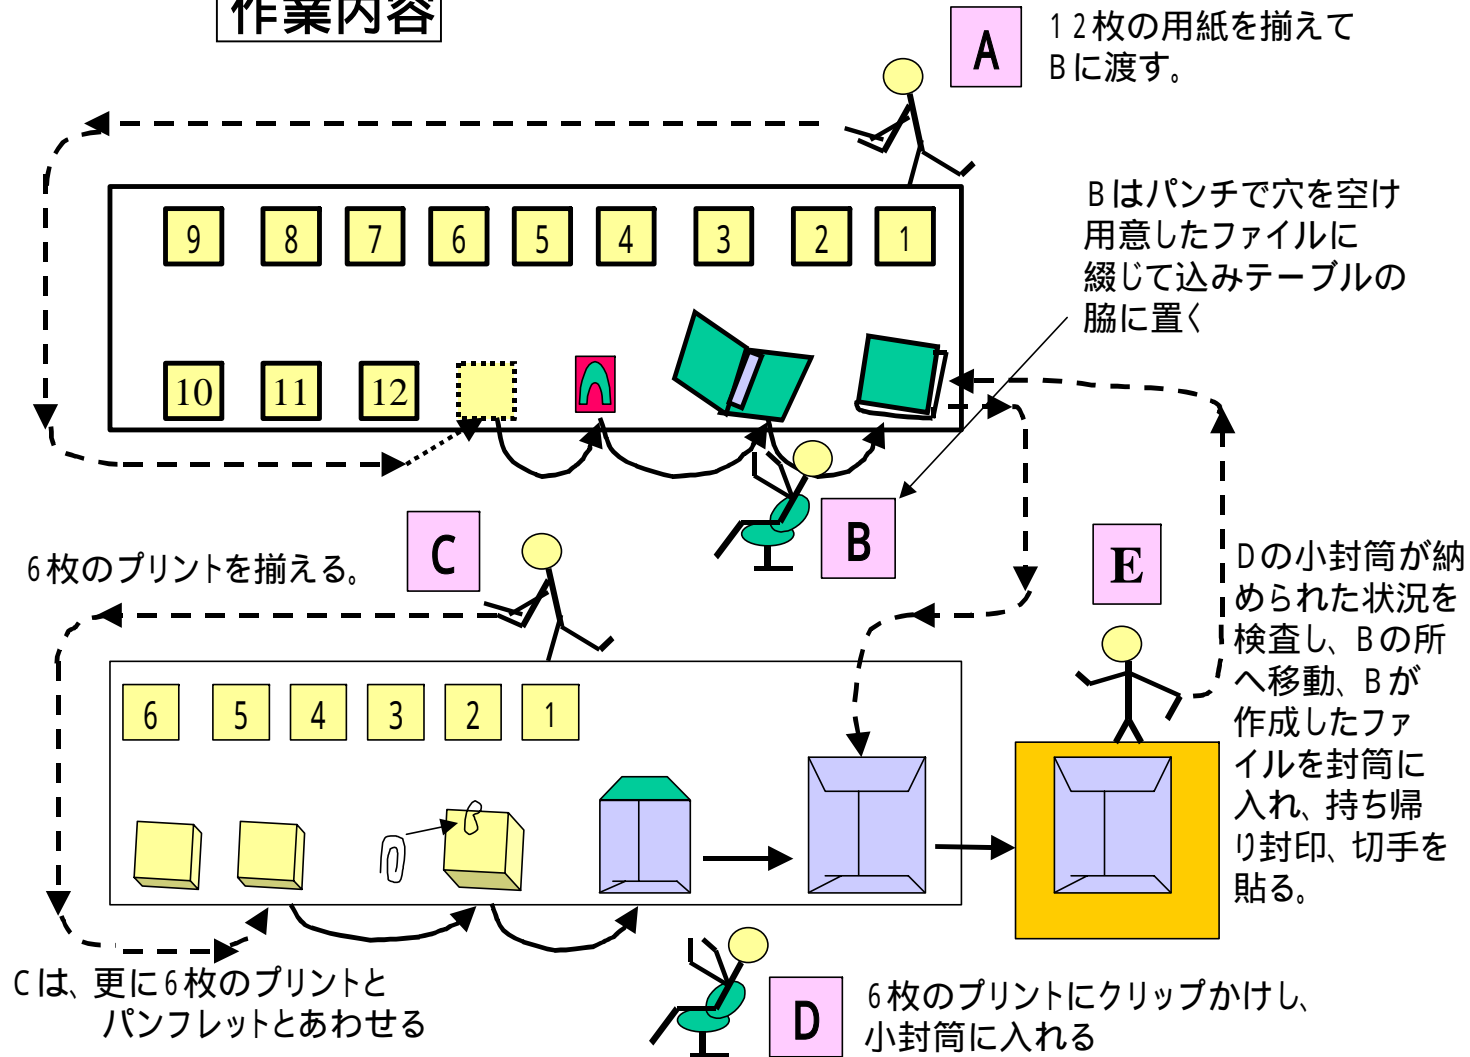 作業内容
A
12枚の用紙を揃えて
Bに渡す。
Bはパンチで穴を空け
用意したファイルに
綴じて込みテーブルの
脇に置く
9 8 7 6 5 4 3 2 1
10 11 12
B
C
6枚のプリントを揃える。
E
Dの小封筒が納
められた状況を
検査し、Bの所
へ移動、Bが
作成したファ
イルを封筒に
入れ、持ち帰
り封印、切手を
貼る。
6 5 4 3 2 1
Cは、更に6枚のプリントと
パンフレットとあわせる
D
6枚のプリントにクリップかけし、
小封筒に入れる